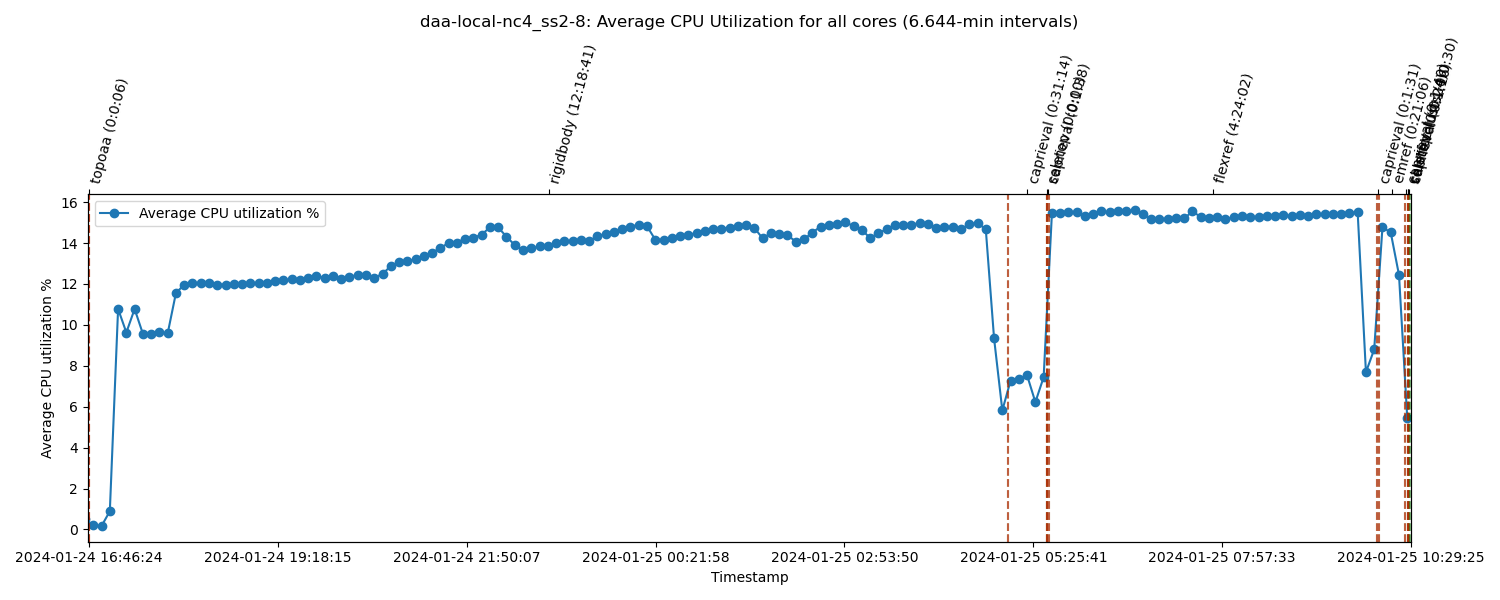 daa-local-nc4_ss2-8: Average CPU Utilization for all cores (6.644-min intervals)
topoaa (0:0:06)
rigidbody (12:18:41)
caprieval (0:31:14)
flexref (4:24:02)
caprieval (0:1:31)
emref (0:21:06)
Average CPU utilization %
16
14
12
10
8
6
4
2
0
Average CPU utilization %
2024-01-24 16:46:24
2024-01-24 19:18:15
2024-01-24 21:50:07
2024-01-25 00:21:58
2024-01-25 02:53:50
2024-01-25 05:25:41
2024-01-25 07:57:33
2024-01-25 10:29:25
Timestamp